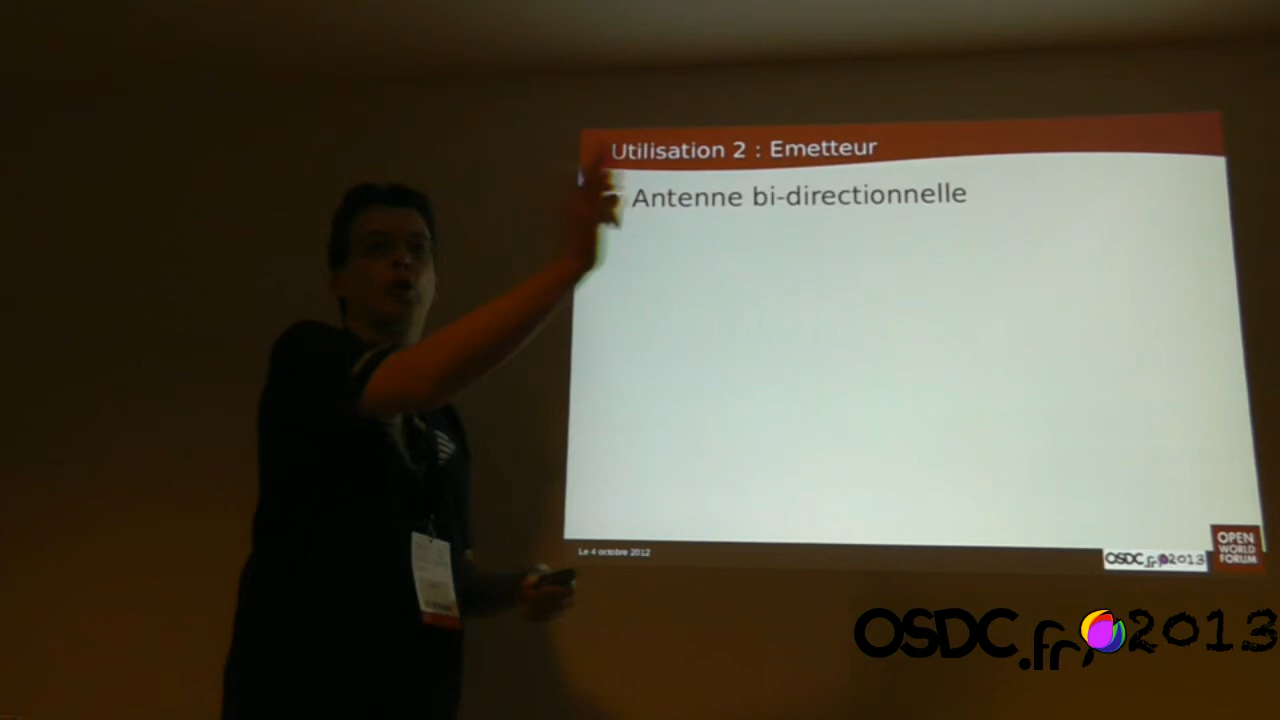 Utilisation 2 : Emetteur
Antenne bi-directionnelle
Le 4 octobre 2012
OSDC.fr 2013
OPEN
WORLD
FORUM
OSDC.fr 2013